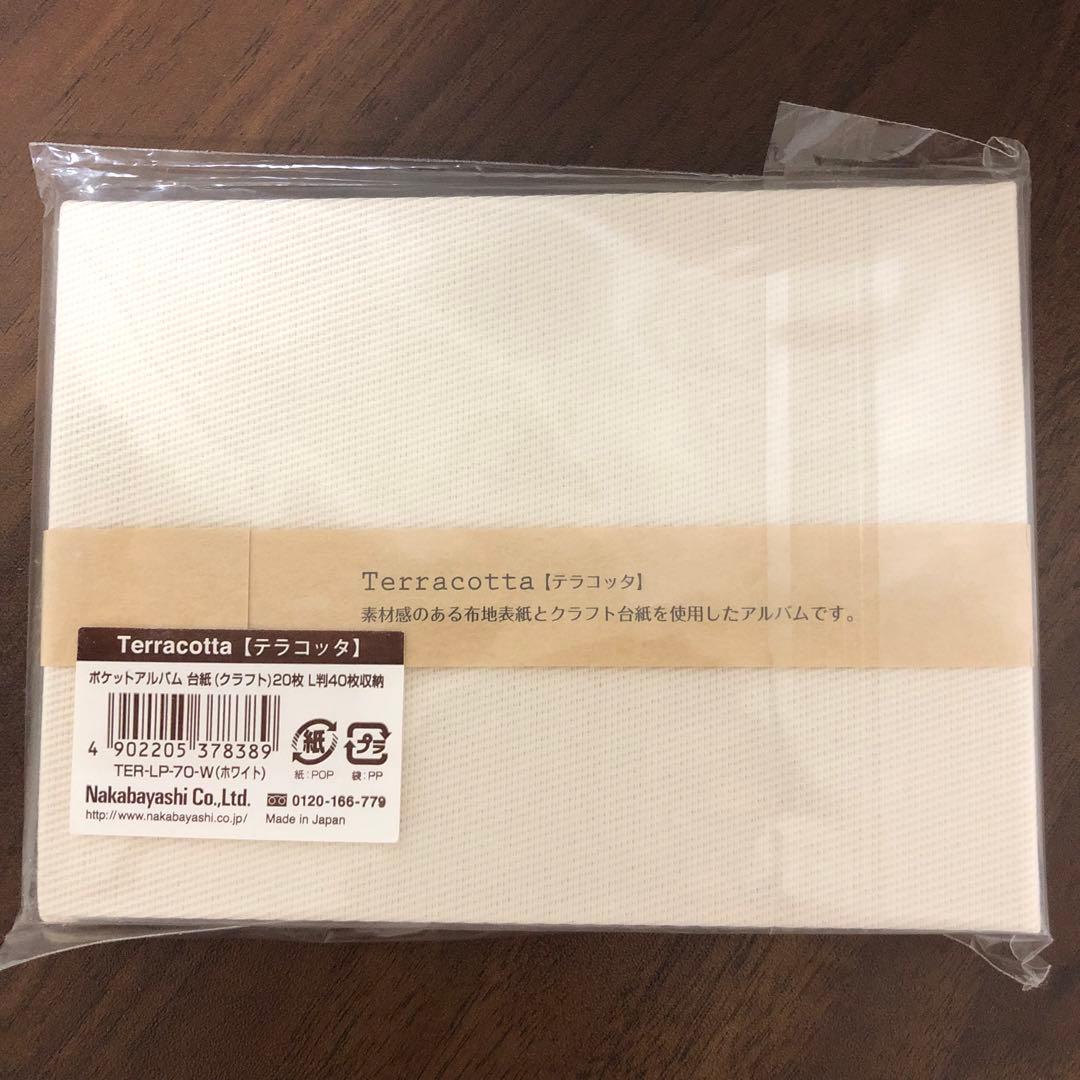 Terracotta【テラコッタ】
素材感のある布地表紙とクラフト台紙を使用したアルバムです。
Terracotta【テラコッタ】
ポケットアルバム 台紙(クラフト)20枚 L判40枚収納
4 902205 378389
紙
プラ
紙:POP 袋:PP
TER-LP-70-W(ホワイト)
Nakabayashi Co.,Ltd. 0120-166-779
http://www.nakabayashi.co.jp/ Made in Japan